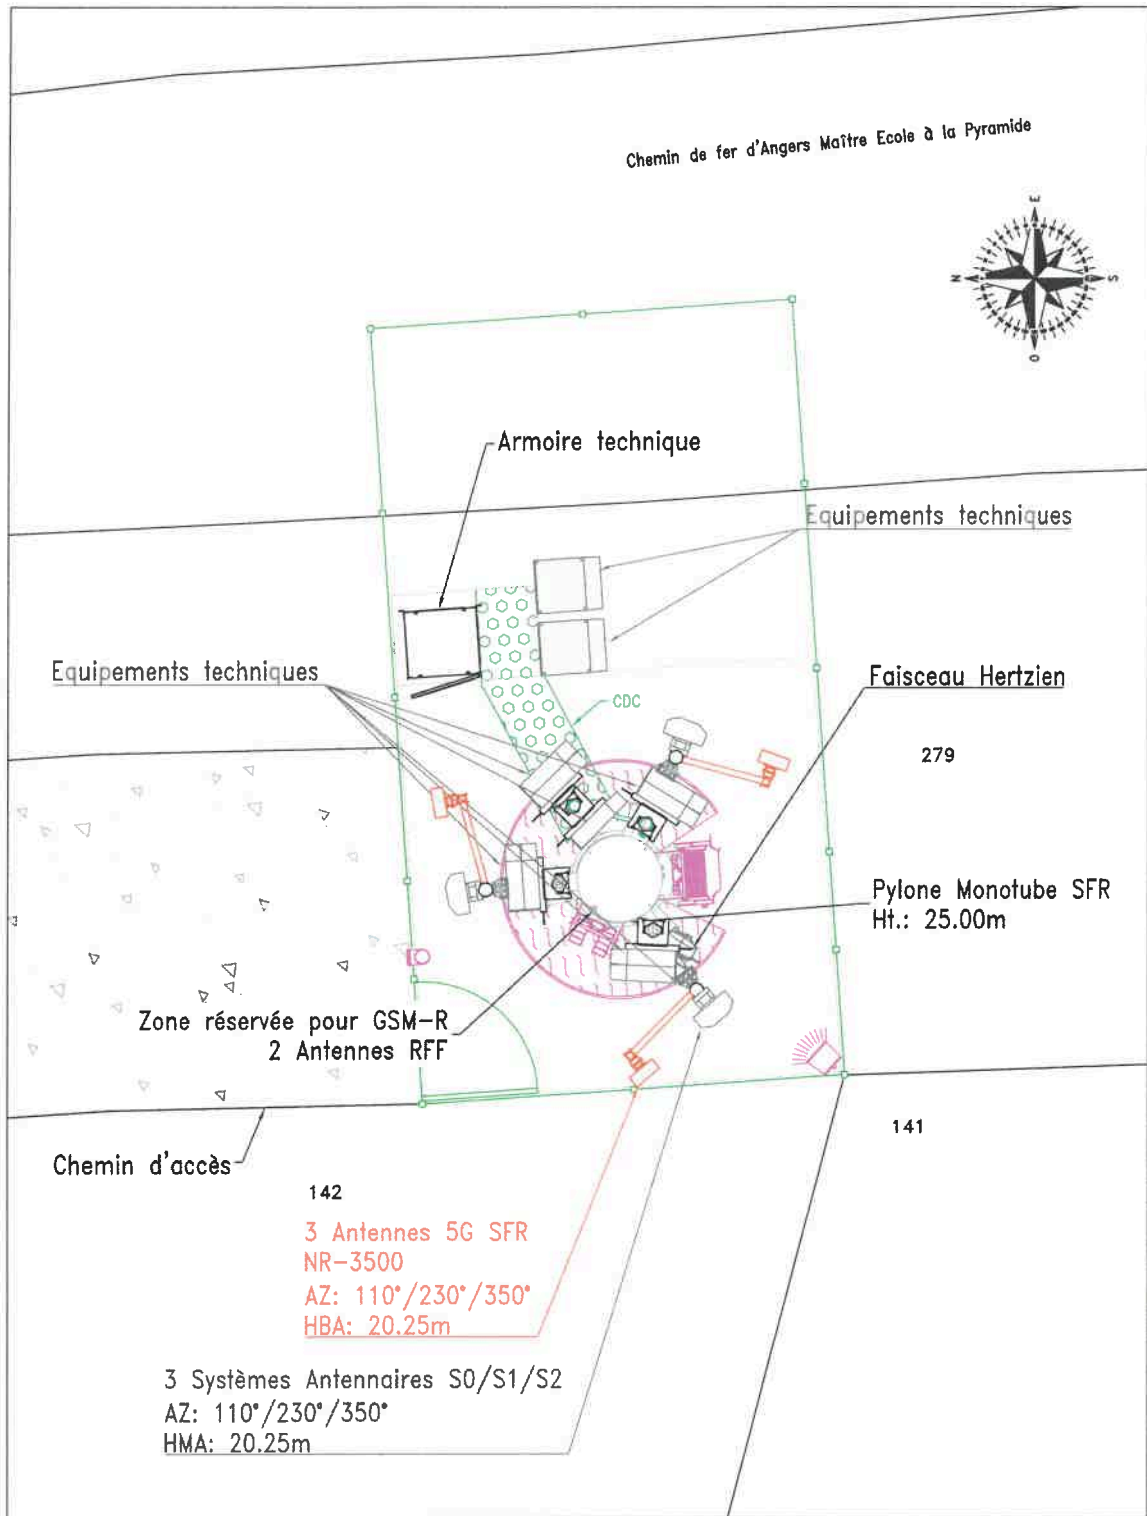 Chemin de fer d'Angers Maître Ecole à la Pyramide
E
N
S
O
Armoire technique
Equipements techniques
Equipements techniques
Faisceau Hertzien
CDC
279
Pylone Monotube SFR
Ht.: 25.00m
Zone réservée pour GSM-R
2 Antennes RFF
141
Chemin d'accès
142
3 Antennes 5G SFR
NR-3500
AZ: 110°/230°/350°
HBA: 20.25m
3 Systèmes Antennaires S0/S1/S2
AZ: 110°/230°/350°
HMA: 20.25m